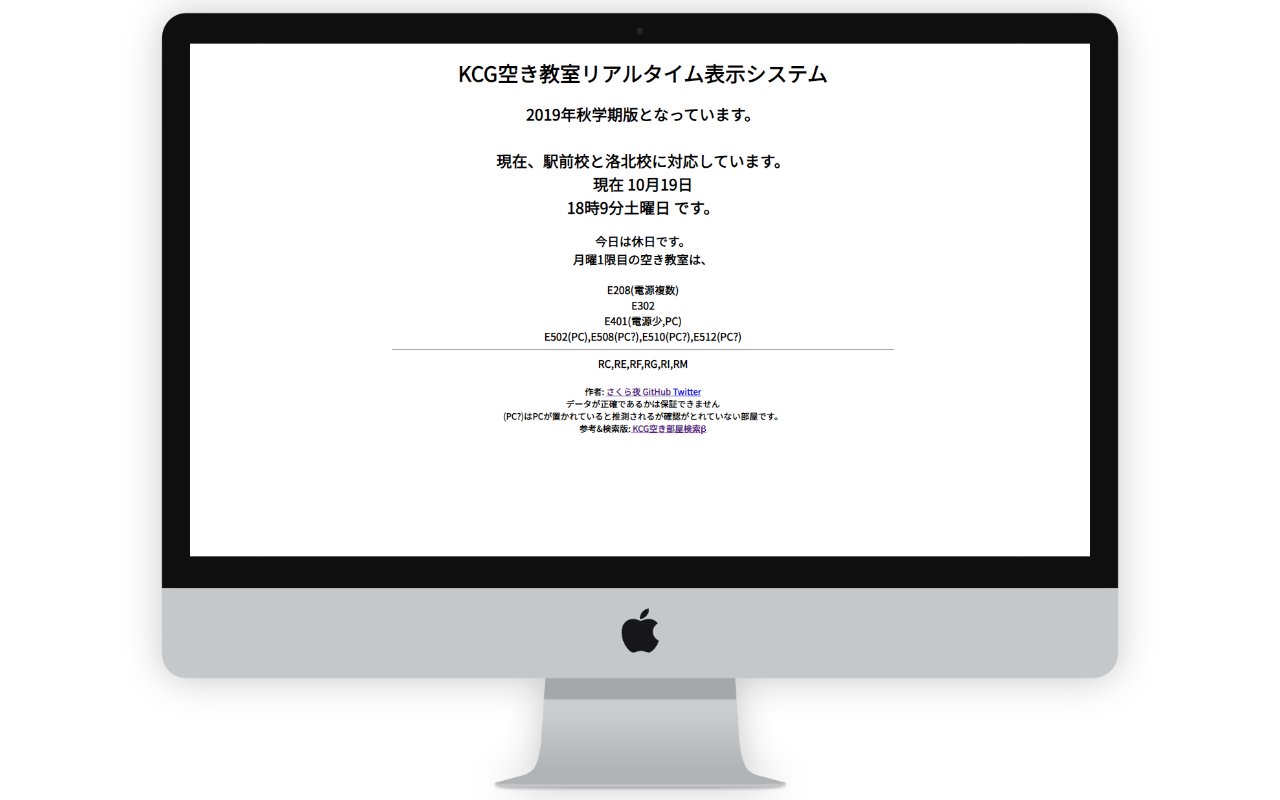 KCG空き教室リアルタイム表示システム
2019年秋学期版となっています。
現在、駅前校と洛北校に対応しています。
現在 10月19日
18時9分土曜日 です。
今日は休日です。
月曜1限目の空き教室は、
E208(電源複数)
E302
E401(電源少,PC)
E502(PC),E508(PC?),E510(PC?),E512(PC?)
RC,RE,RF,RG,RI,RM
作者: さくら夜 GitHub Twitter
データが正確であるかは保証できません
(PC?)はPCが置かれていると推測されるが確認がとれていない部屋です。
参考&検索版: KCG空き部屋検索β